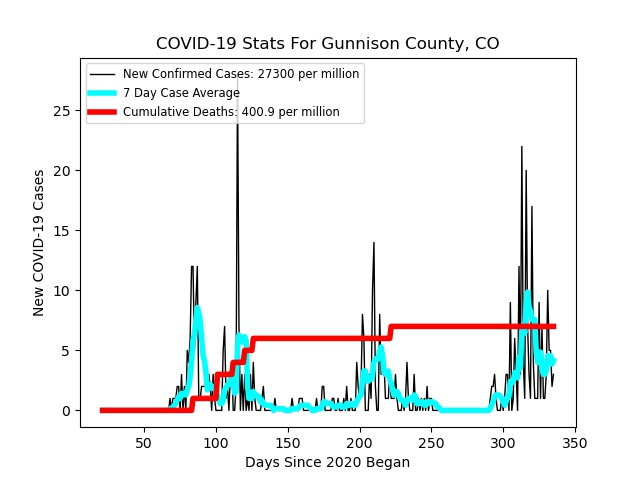 COVID-19 Stats For Gunnison County, CO
New Confirmed Cases: 27300 per million
7 Day Case Average
Cumulative Deaths: 400.9 per million
New COVID-19 Cases
25
20
15
10
5
0
50 100 150 200 250 300 350
Days Since 2020 Began